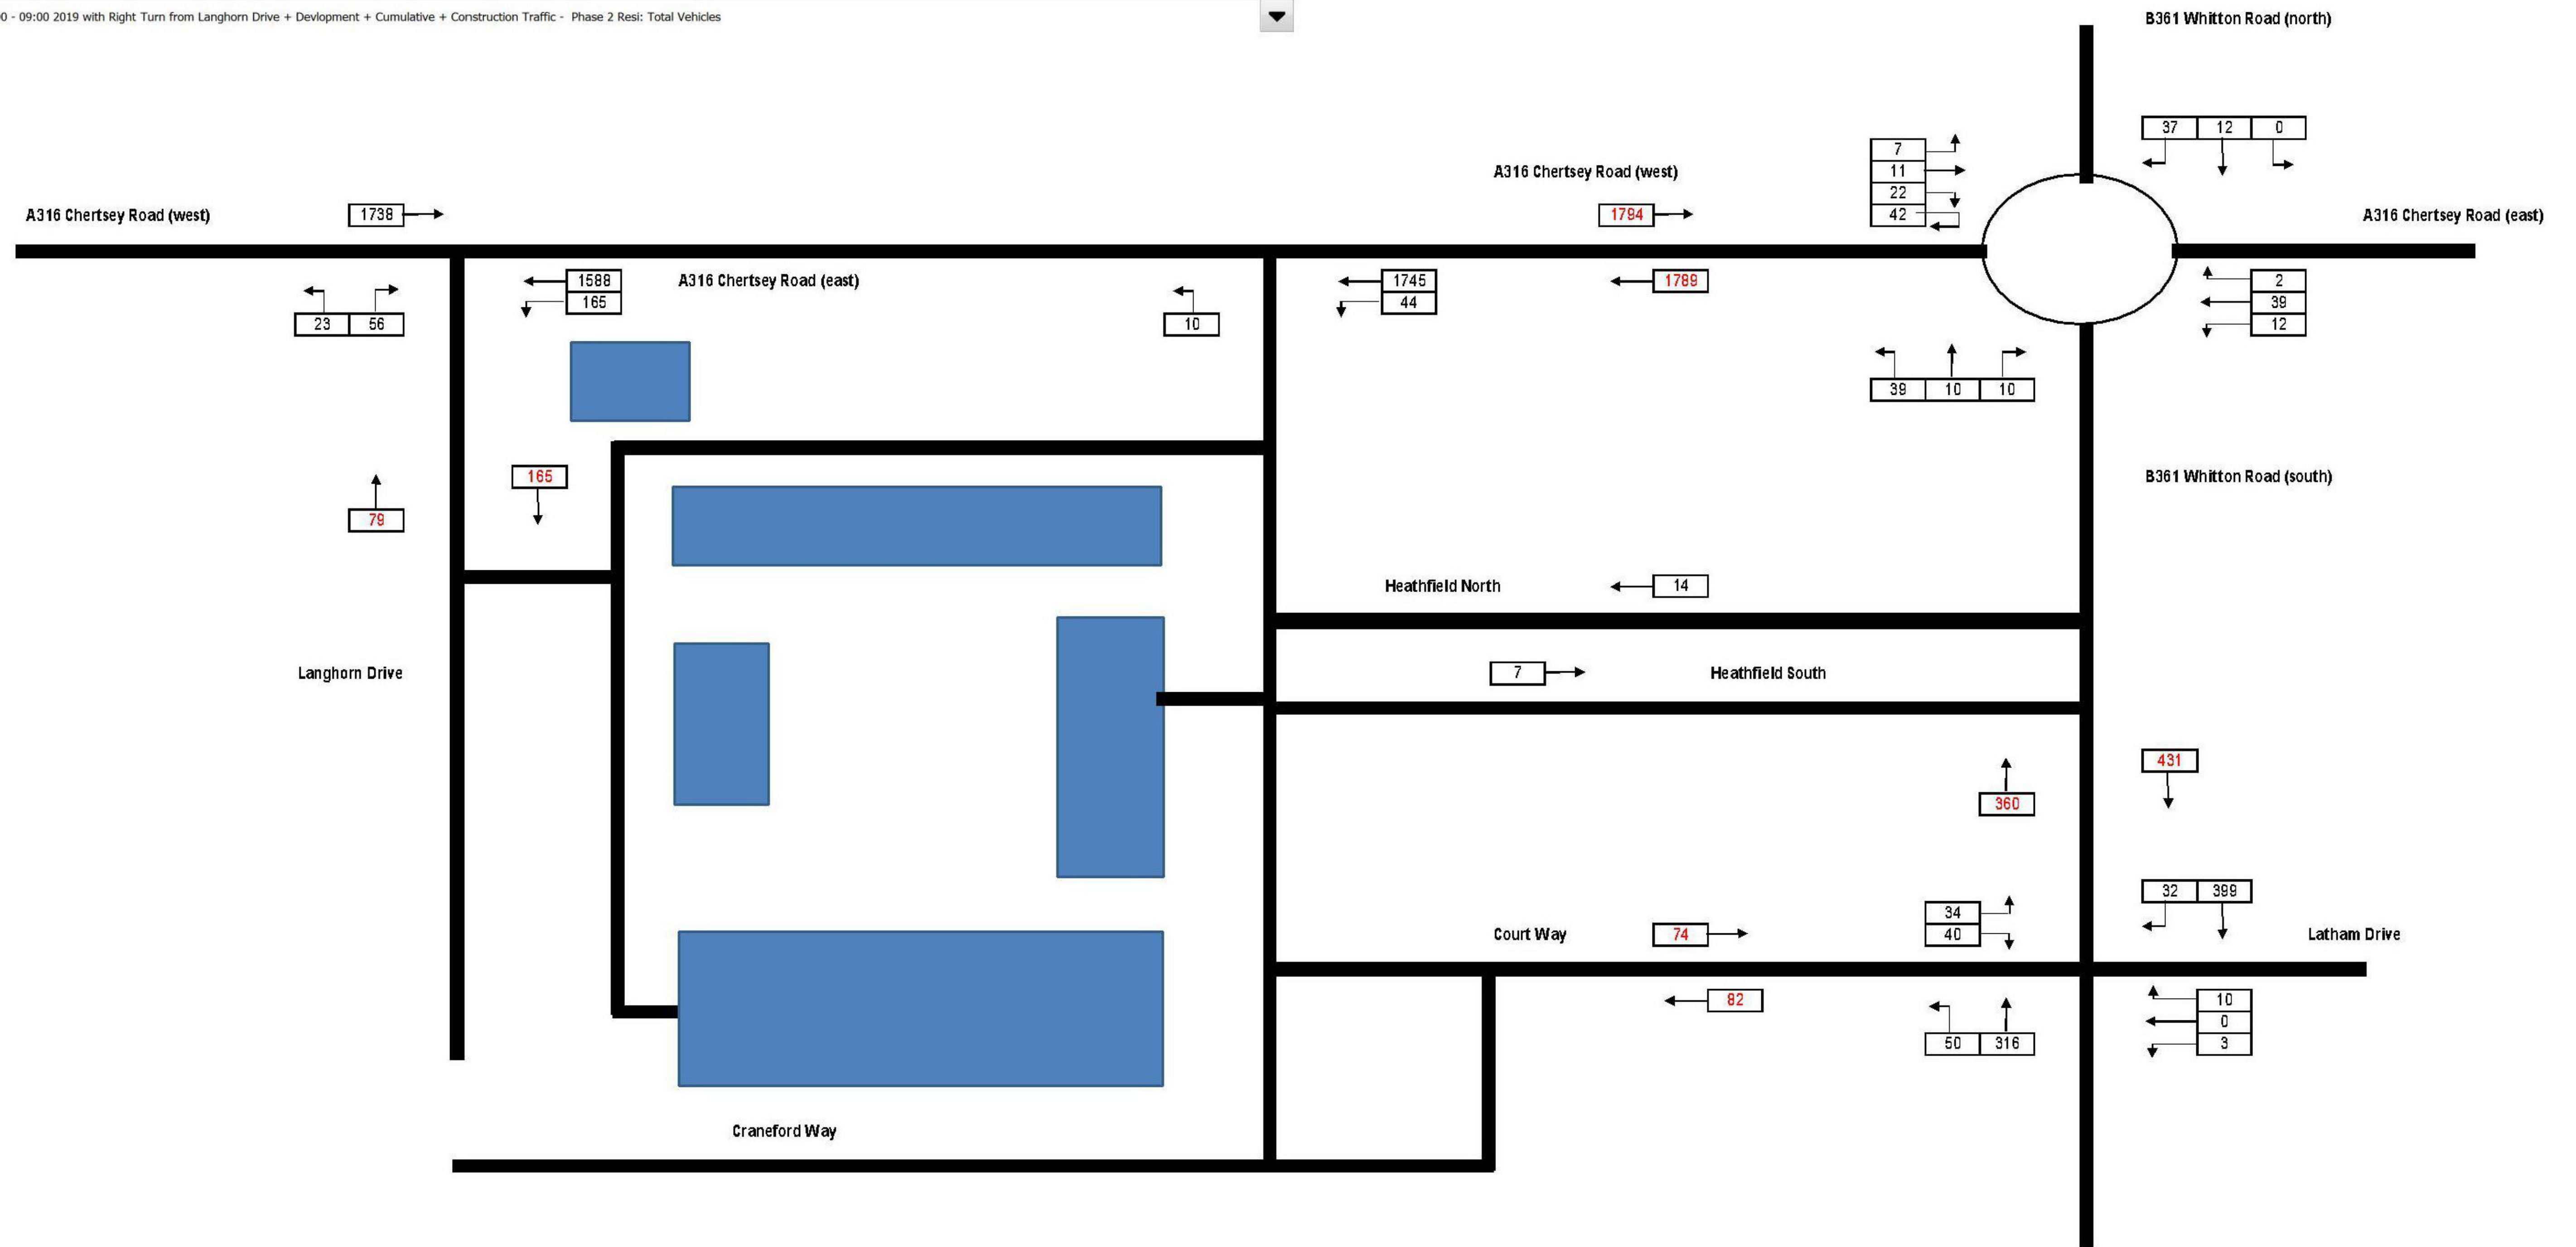 0 - 09:00 2019 with Right Turn from Langhorn Drive + Devlopment + Cumulative + Construction Traffic - Phase 2 Resi: Total Vehicles
B361 Whitton Road (north)
37 12 0
7
11
22
42
A316 Chertsey Road (west)
A316 Chertsey Road (west)
1738
1794
A316 Chertsey Road (east)
1588
165
A316 Chertsey Road (east)
1745
44
1789
2
39
12
23 56
10
39 10 10
165
79
B361 Whitton Road (south)
Heathfield North
14
Langhorn Drive
7
Heathfield South
431
360
32 399
34
40
Court Way
74
Latham Drive
82
10
0
3
50 316
Craneford Way